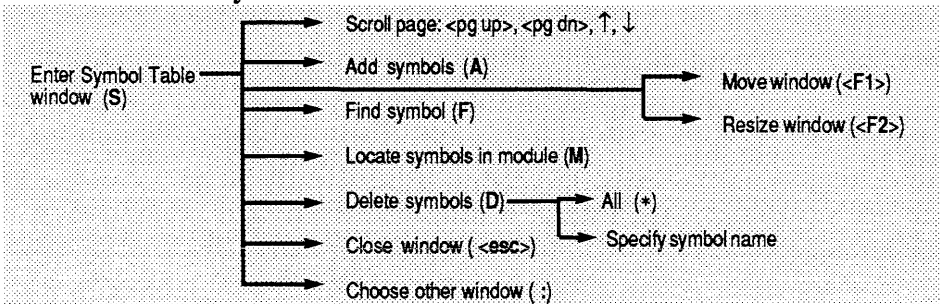 Scroll page: <pg up>, <pg dn>, ↑, ↓
Enter Symbol Table
window (S)
Add symbols (A)
Move window (<F1>)
Find symbol (F)
Resize window (<F2>)
Locate symbols in module (M)
Delete symbols (D)
All (*)
Specify symbol name
Close window ( <esc>)
Choose other window ( :)